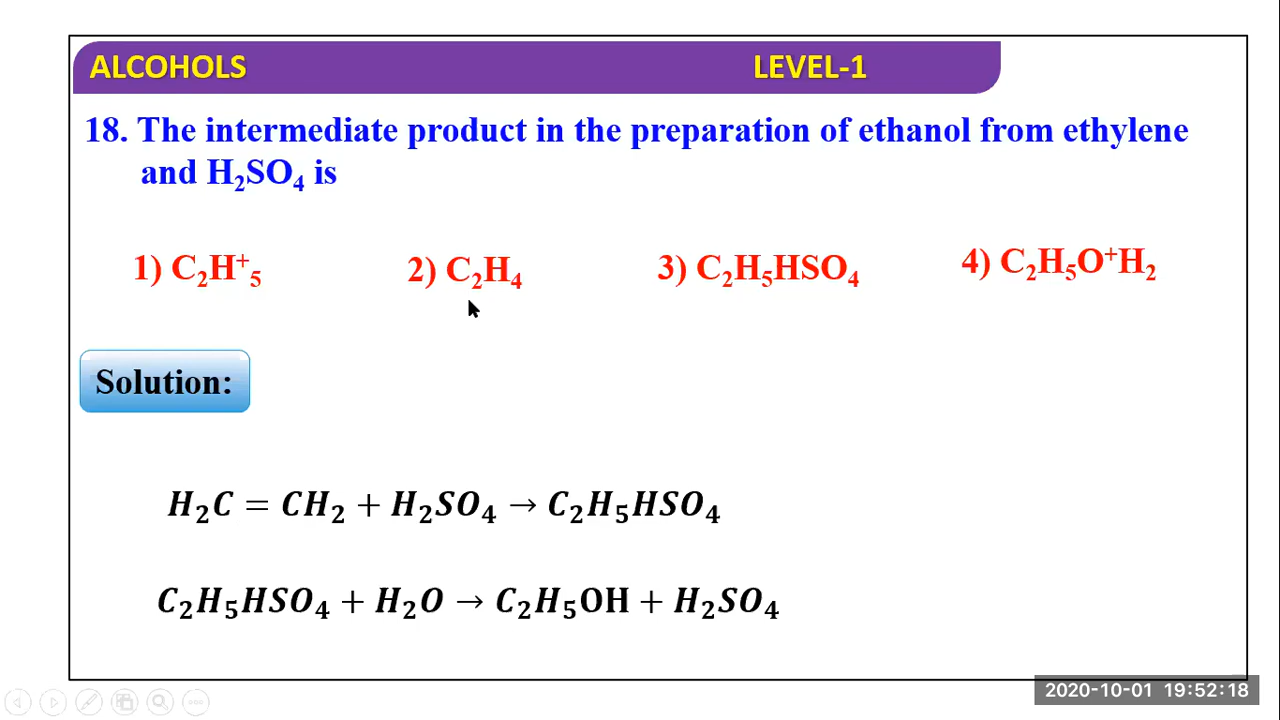 ALCOHOLS LEVEL-1
18. The intermediate product in the preparation of ethanol from ethylene
and H₂SO₄ is
1) C₂H⁺₅ 2) C₂H₄ 3) C₂H₅HSO₄ 4) C₂H₅O⁺H₂
Solution:
H₂C = CH₂ + H₂SO₄ → C₂H₅HSO₄
C₂H₅HSO₄ + H₂O → C₂H₅OH + H₂SO₄
2020-10-01 19:52:18